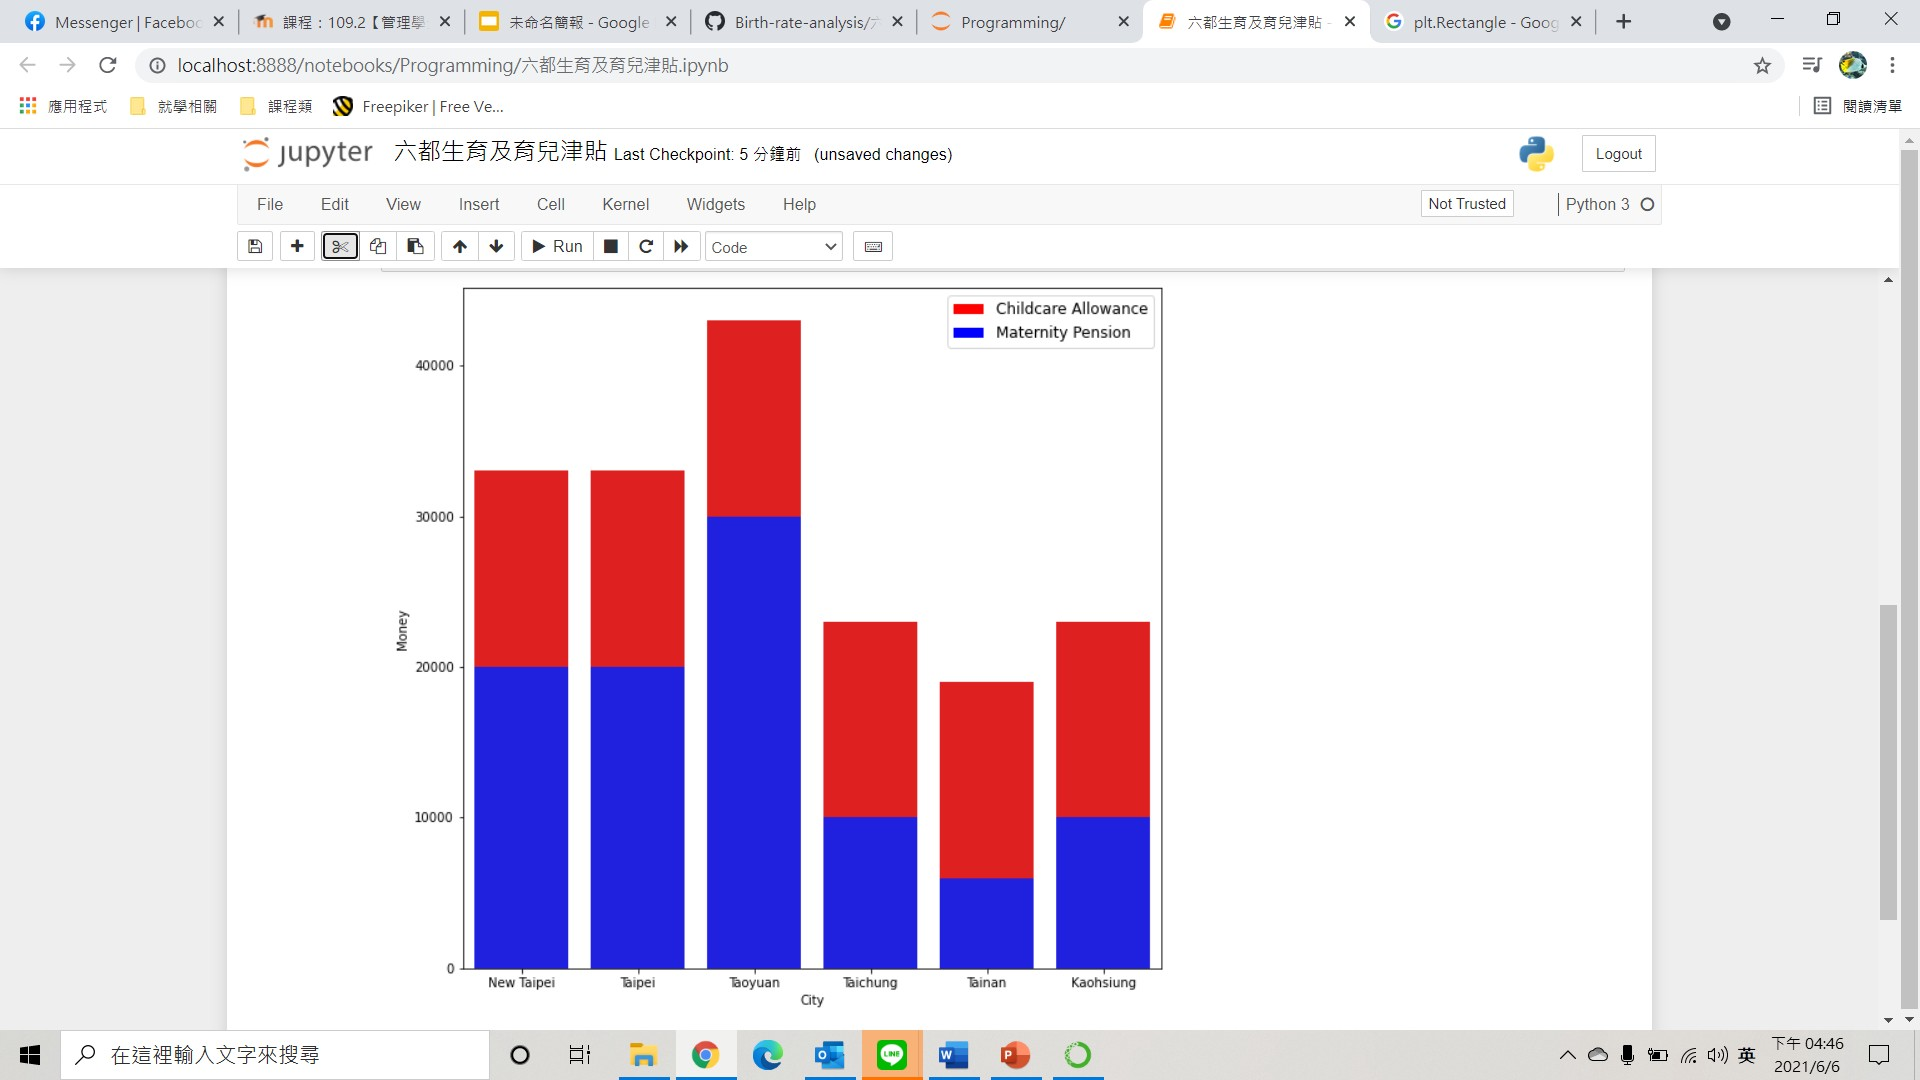 Messenger | Faceboo
課程：109.2【管理學
未命名簡報 - Google
Birth-rate-analysis/六
Programming/
六都生育及育兒津貼 -
plt.Rectangle - Goog
localhost:8888/notebooks/Programming/六都生育及育兒津貼.ipynb
應用程式
就學相關
課程類
Freepiker | Free Ve...
閱讀清單
jupyter
六都生育及育兒津貼 Last Checkpoint: 5 分鐘前 (unsaved changes)
Logout
File Edit View Insert Cell Kernel Widgets Help
Not Trusted
Python 3
Run
Code
Childcare Allowance
Maternity Pension
40000
30000
20000
10000
0
Money
New Taipei Taipei Taoyuan Taichung Tainan Kaohsiung
City
在這裡輸入文字來搜尋
LINE
英
下午 04:46
2021/6/6